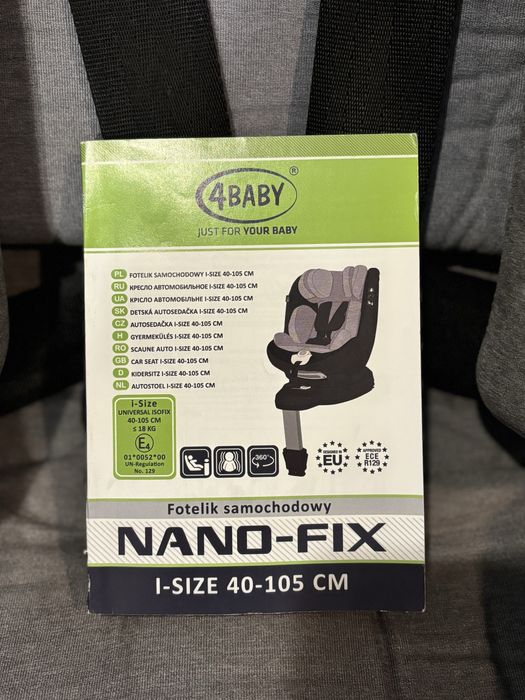 4BABY®
JUST FOR YOUR BABY
PL FOTELIK SAMOCHODOWY I-SIZE 40-105 CM
RU КРЕСЛО АВТОМОБИЛЬНОЕ I-SIZE 40-105 CM
UA КРІСЛО АВТОМОБІЛЬНЕ I-SIZE 40-105 CM
SK DETSKÁ AUTOSEDAČKA I-SIZE 40-105 CM
CZ AUTOSEDAČKA I-SIZE 40-105 CM
H GYERMEKÜLÉS I-SIZE 40-105 CM
RO SCAUNE AUTO I-SIZE 40-105 CM
GB CAR SEAT I-SIZE 40-105 CM
D KIDERSITZ I-SIZE 40-105 CM
NL AUTOSTOEL I-SIZE 40-105 CM
i-Size
UNIVERSAL ISOFIX
40-105 CM
≤ 18 KG
E4
01*0052*00
UN-Regulation
No. 129
360°
DESIGNED IN
EU
APPROVED
ECE
R129
Fotelik samochodowy
NANO-FIX
I-SIZE 40-105 CM